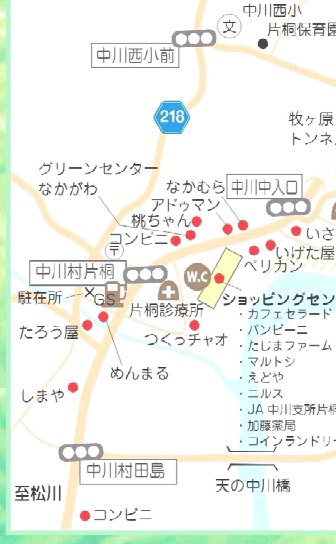 中川西小
文
片桐保育園
中川西小前
218
牧ヶ原
トンネ
グリーンセンター
なかがわ
なかむら
中川中入口
アドゥマン
桃ちゃん
コンビニ
〒
いさ
いげた屋
ペリカン
中川村片桐
W.C
駐在所
GS
片桐診療所
ショッピングセン
・カフェセラード
・バンビーニ
・たじまファーム
・マルトシ
・えどや
・ニルス
・JA 中川支所片桐
・加藤薬局
・コインランドリー
たろう屋
つくっチャオ
めんまる
しまや
中川村田島
天の中川橋
至松川
コンビニ